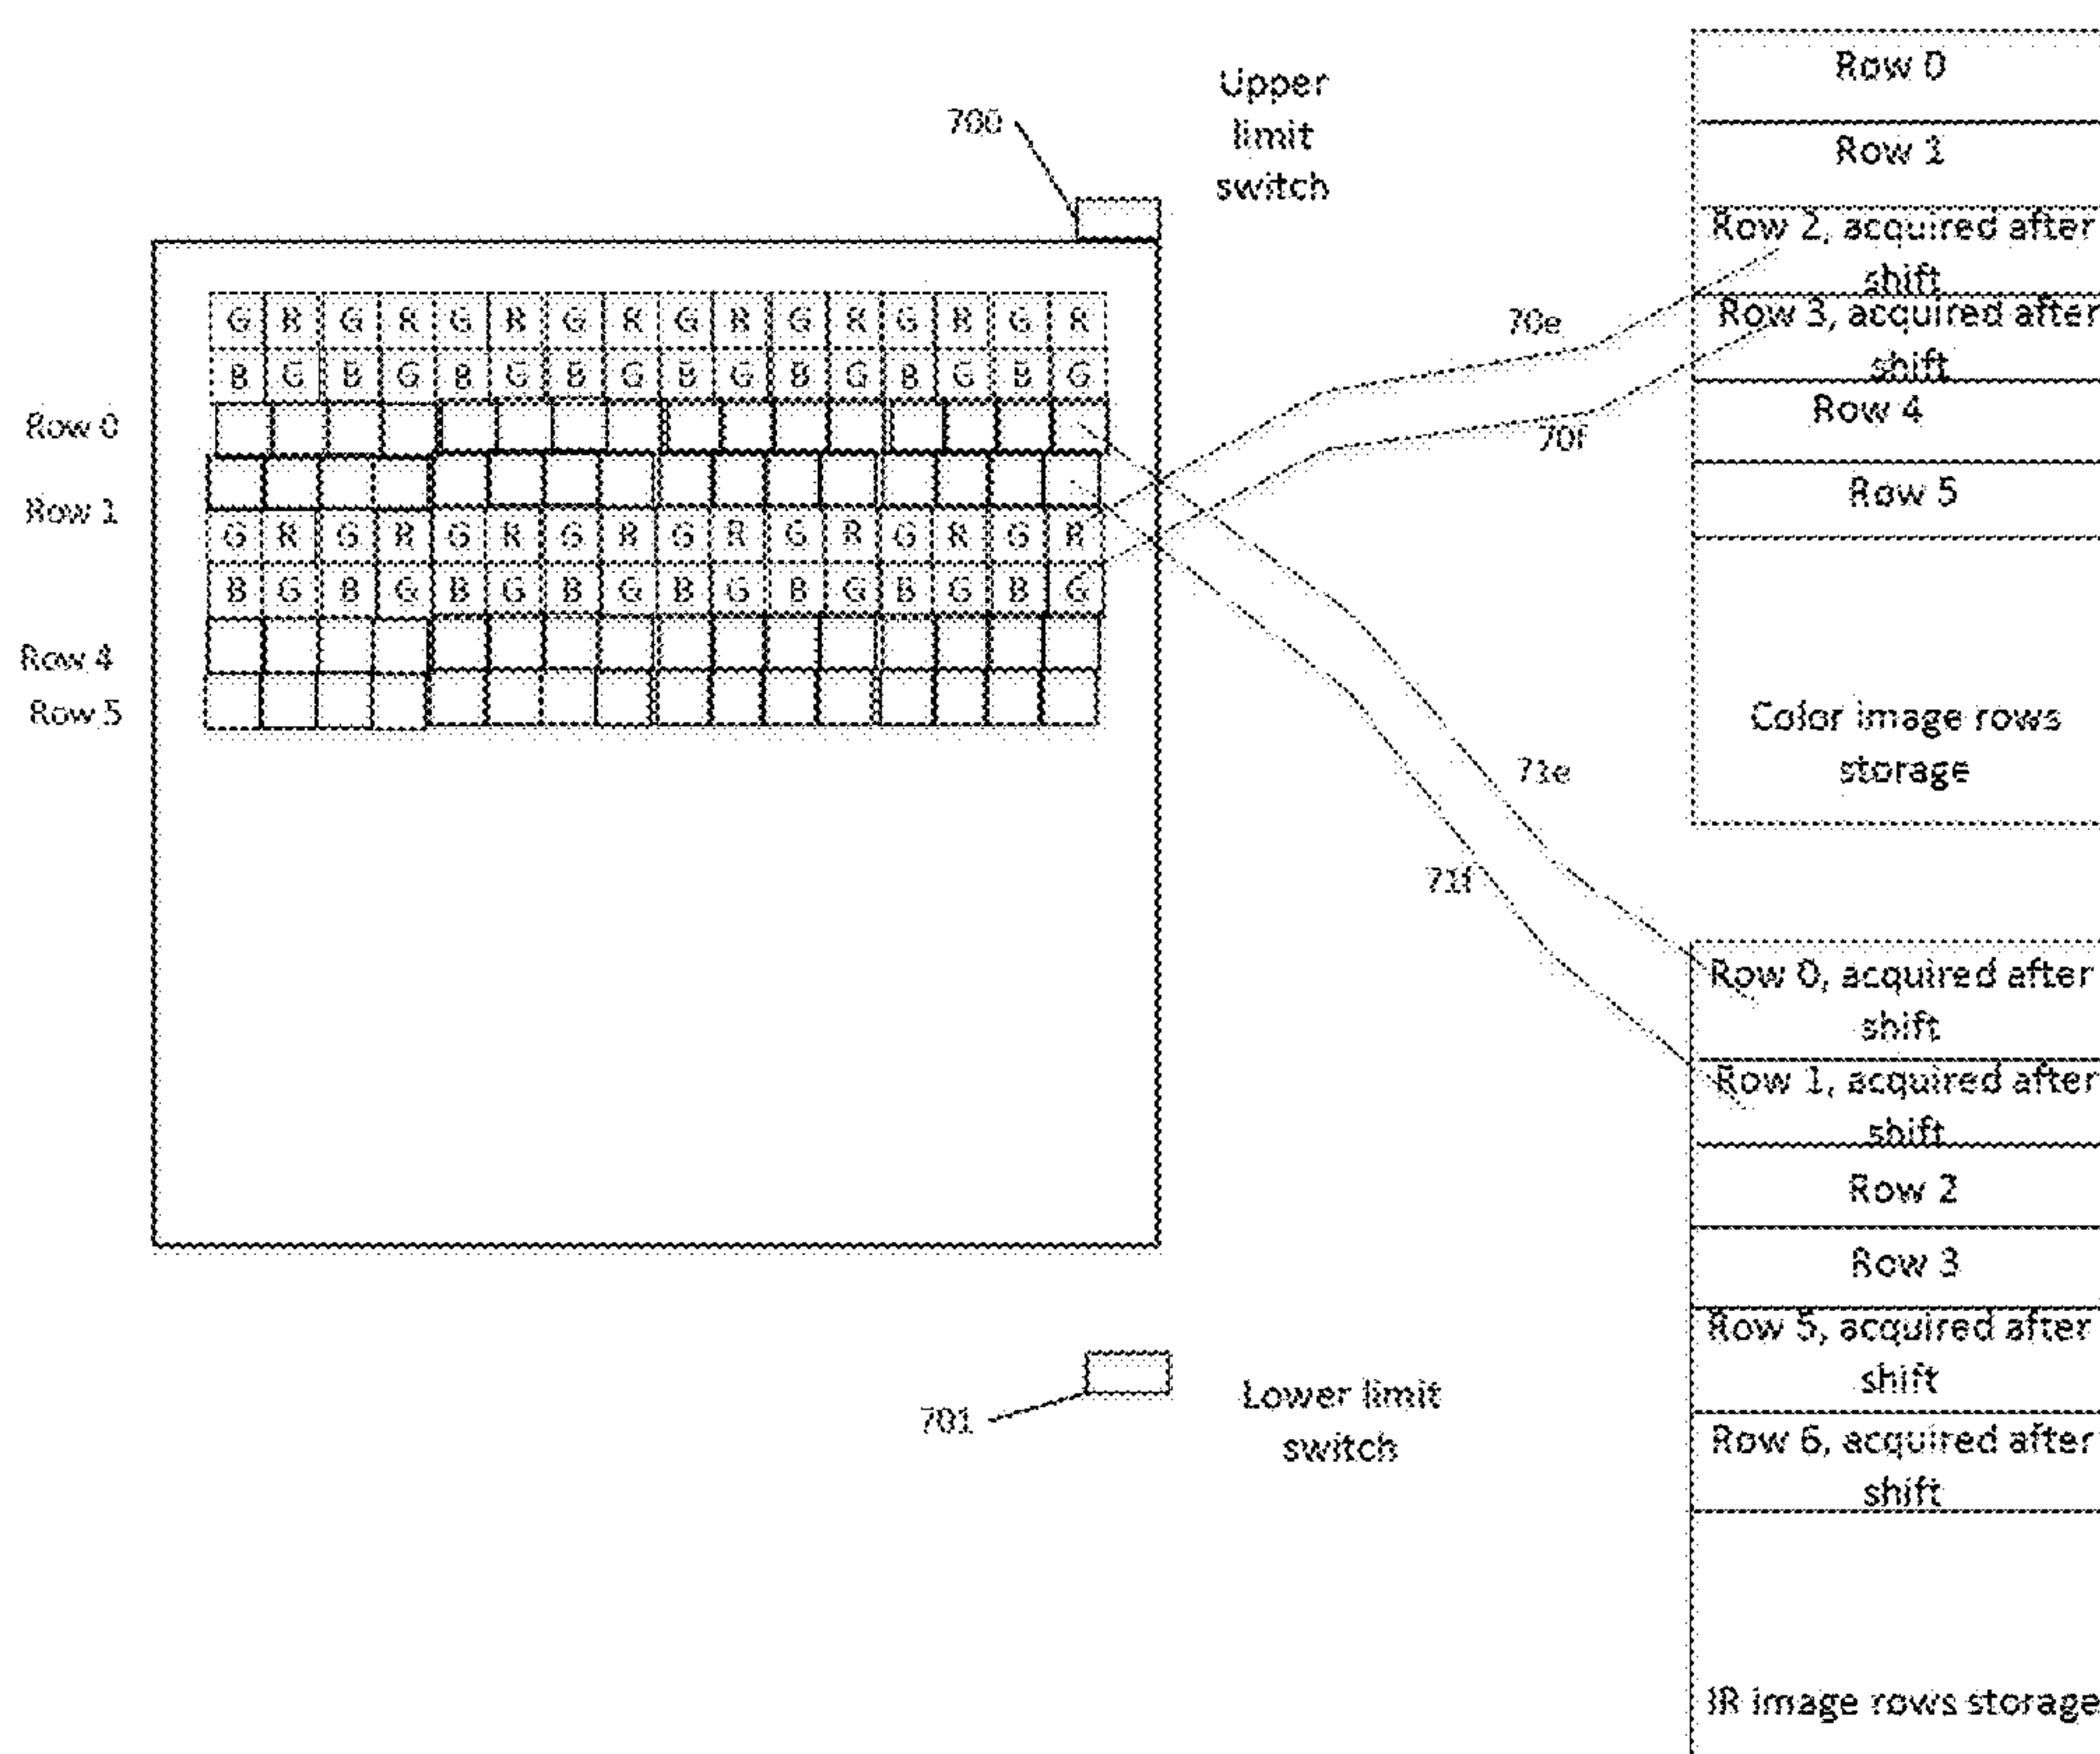 700
Upper
limit
switch
G R G R G R G R G R G R G R G R
B G B G B G B G B G B G B G B G
Row 0
Row 1
G R G R G R G R G R G R G R G R
B G B G B G B G B G B G B G B G
Row 4
Row 5
70e
70f
71e
71f
701
Lower limit
switch
Row 0
Row 1
Row 2, acquired after
shift
Row 3, acquired after
shift
Row 4
Row 5
Color image rows
storage
Row 0, acquired after
shift
Row 1, acquired after
shift
Row 2
Row 3
Row 5, acquired after
shift
Row 6, acquired after
shift
IR image rows storage